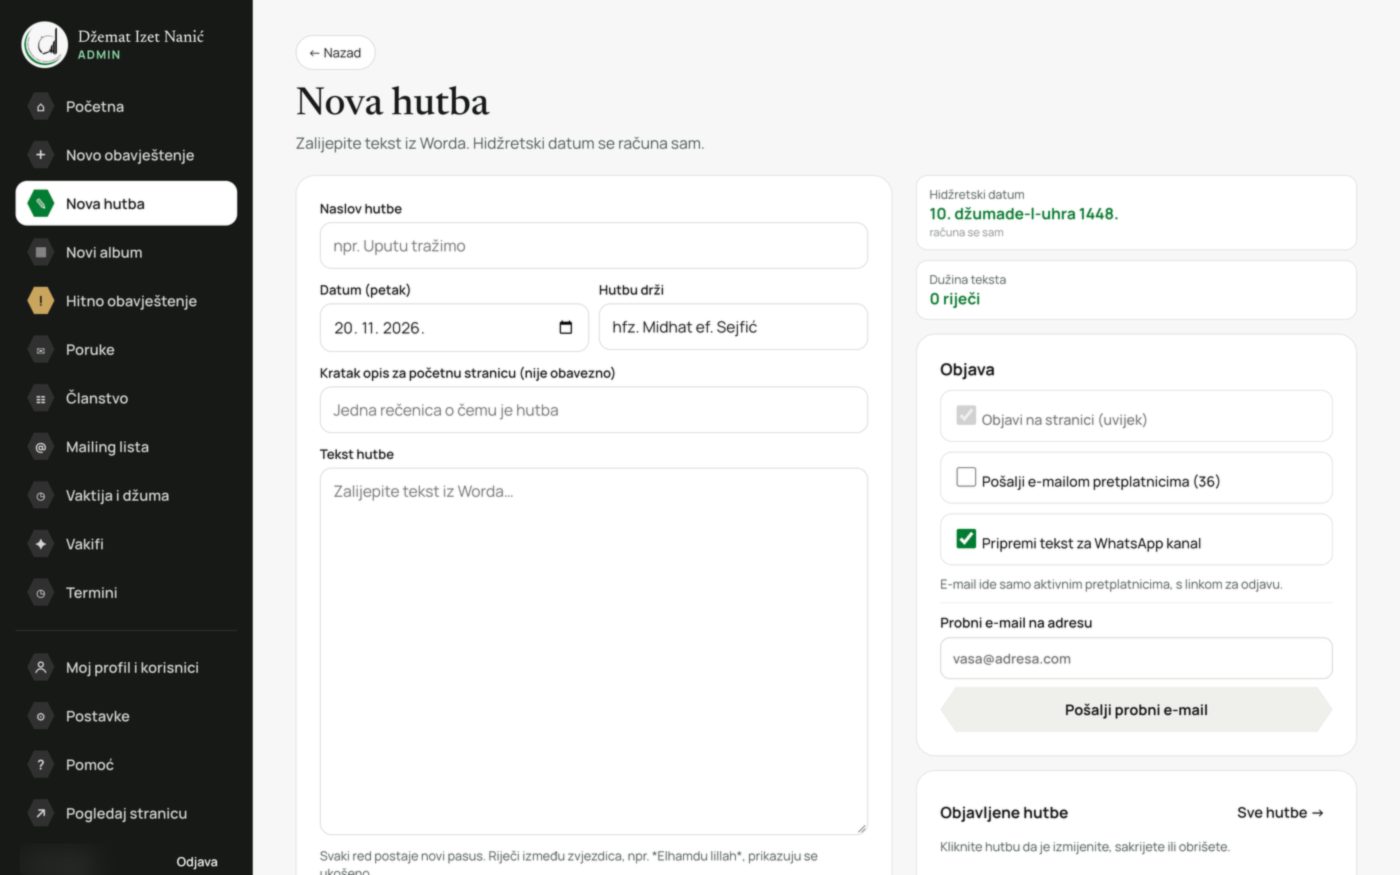 Džemat Izet Nanić
ADMIN
Početna
Novo obavještenje
Nova hutba
Novi album
Hitno obavještenje
Poruke
Članstvo
Mailing lista
Vaktija i džuma
Vakifi
Termini
Moj profil i korisnici
Postavke
Pomoć
Pogledaj stranicu
Odjava
← Nazad
Nova hutba
Zalijepite tekst iz Worda. Hidžretski datum se računa sam.
Naslov hutbe
npr. Uputu tražimo
Datum (petak)
20. 11. 2026.
Hutbu drži
hfz. Midhat ef. Sejfić
Kratak opis za početnu stranicu (nije obavezno)
Jedna rečenica o čemu je hutba
Tekst hutbe
Zalijepite tekst iz Worda...
Svaki red postaje novi pasus. Riječi između zvjezdica, npr. *Elhamdu lillah*, prikazuju se
ukošeno.
Hidžretski datum
10. džumade-l-uhra 1448.
računa se sam
Dužina teksta
0 riječi
Objava
Objavi na stranici (uvijek)
Pošalji e-mailom pretplatnicima (36)
Pripremi tekst za WhatsApp kanal
E-mail ide samo aktivnim pretplatnicima, s linkom za odjavu.
Probni e-mail na adresu
vasa@adresa.com
Pošalji probni e-mail
Objavljene hutbe
Sve hutbe →
Kliknite hutbu da je izmijenite, sakrijete ili obrišete.